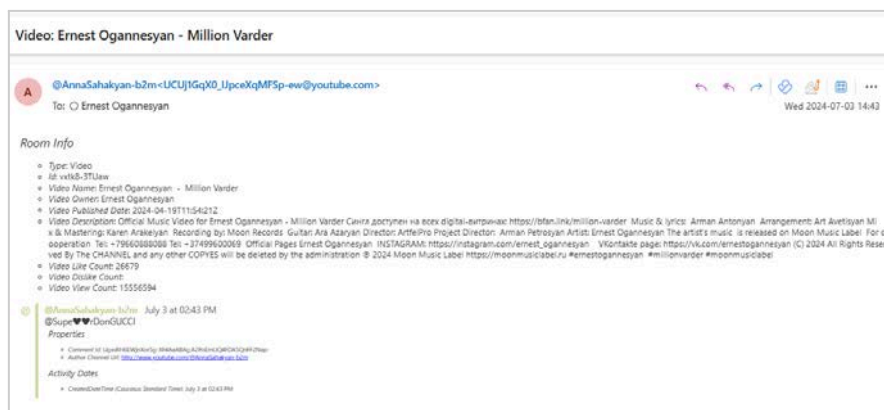 Video: Ernest Ogannesyan - Million Varder
A
@AnnaSahakyan-b2m<UCUj1GqX0_IJpceXqMFSp-ew@youtube.com>
To: Ernest Ogannesyan
Wed 2024-07-03 14:43
Room Info
Type: Video
Id: vxtk8-3TUaw
Video Name: Ernest Ogannesyan - Million Varder
Video Owner: Ernest Ogannesyan
Video Published Date: 2024-04-19T11:54:21Z
Video Description: Official Music Video for Ernest Ogannesyan - Million Varder Сингл доступен на всех digital-витринах: https://bfan.link/million-varder Music & lyrics: Arman Antonyan Arrangement: Art Avetisyan Mi
x & Mastering: Karen Arakelyan Recording by: Moon Records Guitar: Ara Azaryan Director: ArtfeiPro Project Director: Arman Petrosyan Artist: Ernest Ogannesyan The artist's music is released on Moon Music Label For c
ooperation Tel: +79660888088 Tel: +37499600069 Official Pages Ernest Ogannesyan INSTAGRAM: https://instagram.com/ernest_ogannesyan VKontakte page: https://vk.com/ernestogannesyan (C) 2024 All Rights Reser
ved By The CHANNEL and any other COPYES will be deleted by the administration ® 2024 Moon Music Label https://moonmusiclabel.ru #ernestogannesyan #millionvarder #moonmusiclabel
Video Like Count: 26679
Video Dislike Count:
Video View Count: 15556594
@ @AnnaSahakyan-b2m July 3 at 02:43 PM
@Supe♥♥rDonGUCCI
Properties
Comment Id:
Author Channel Url: http://www.youtube.com/@AnnaSahakyan-b2m
Activity Dates
CreatedDateTime (Caucasus Standard Time): July 3 at 02:43 PM